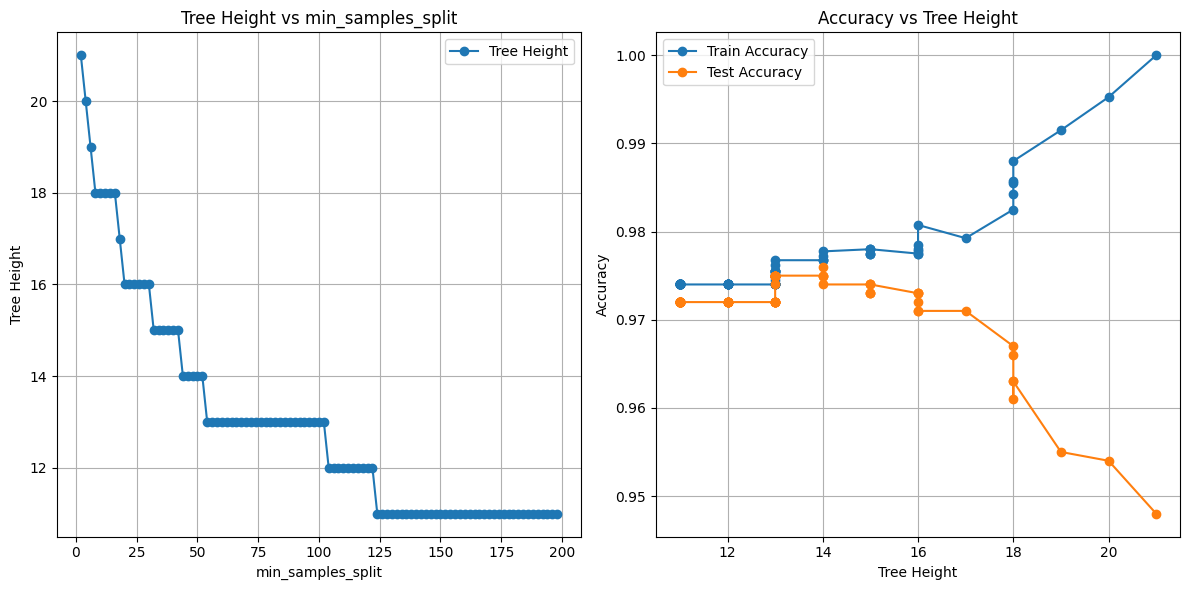 Tree Height vs min_samples_split
Tree Height
20
18
16
14
12
Tree Height
0
25
50
75
100
125
150
175
200
min_samples_split
Accuracy vs Tree Height
Train Accuracy
Test Accuracy
1.00
0.99
0.98
0.97
0.96
0.95
Accuracy
12
14
16
18
20
Tree Height